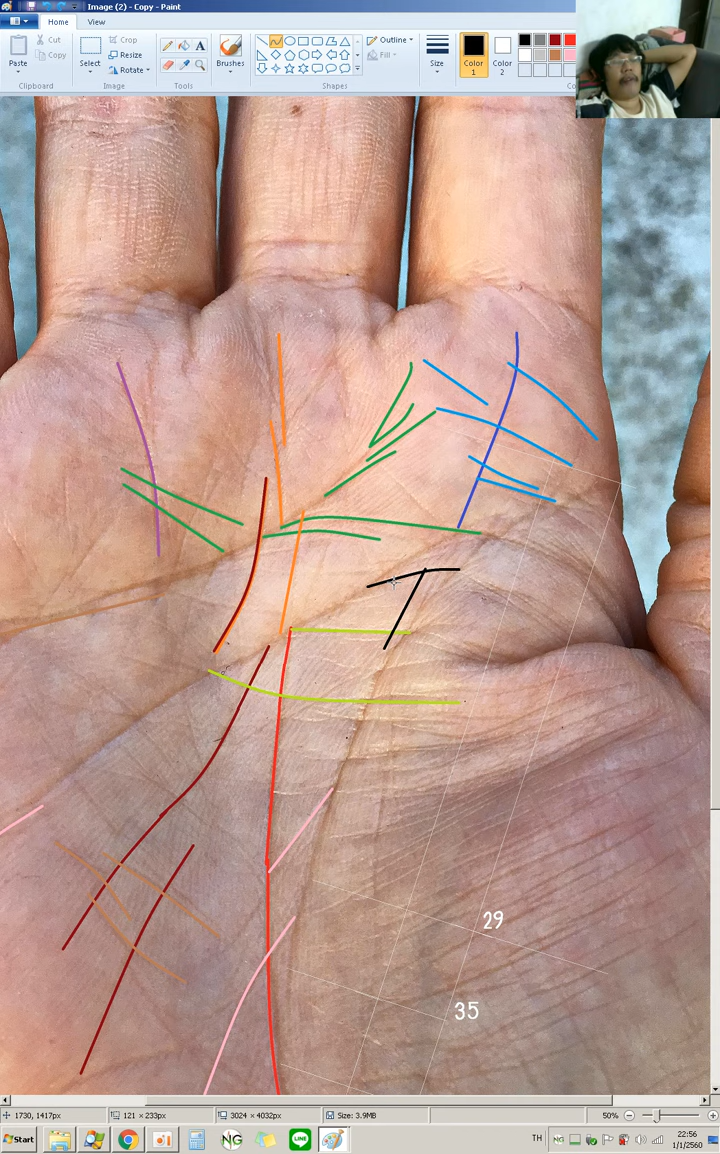 Image (2) - Copy - Paint
Home
View
Paste
Cut
Copy
Clipboard
Select
Crop
Resize
Rotate
Image
Tools
Brushes
Outline
Fill
Shapes
Size
Color
1
Color
2
29
35
1730, 1417px
121 × 233px
3024 × 4032px
Size: 3.9MB
50%
Start
NG
LINE
TH
NG
22:56
1/1/2560